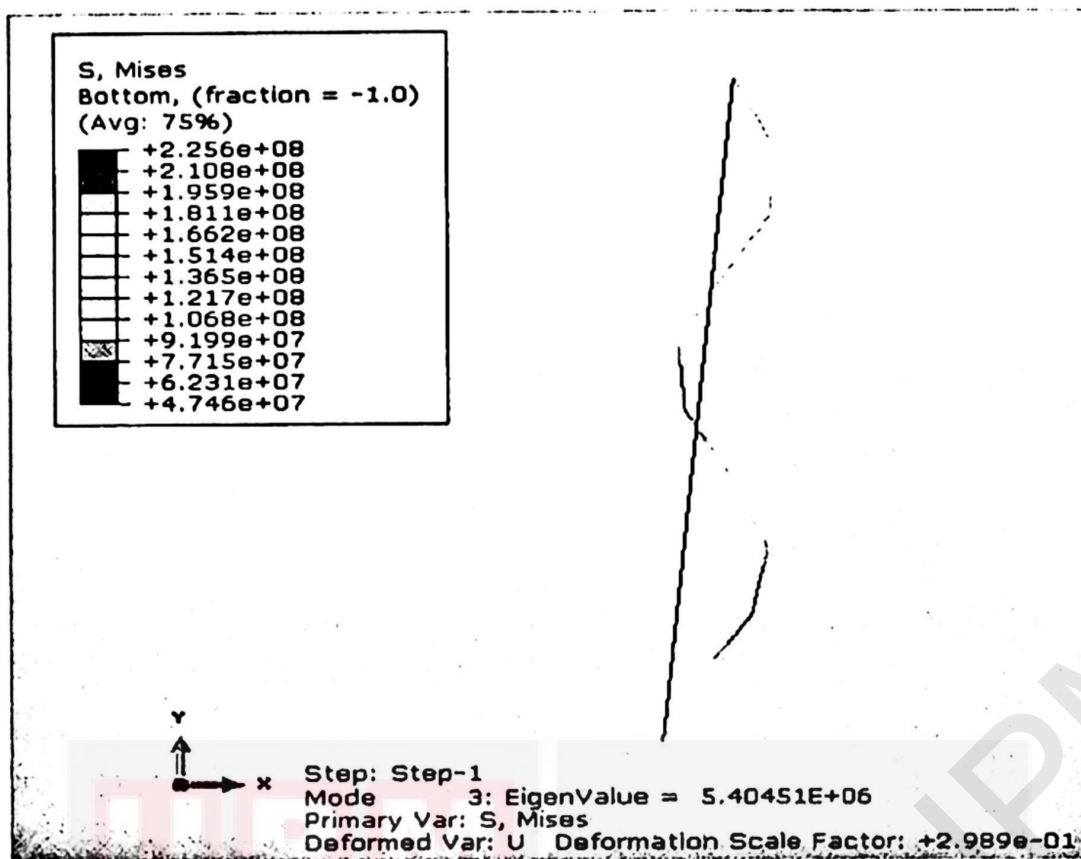 S, Mises
Bottom, (fraction = -1.0)
(Avg: 75%)
+2.256e+08
+2.108e+08
+1.959e+08
+1.811e+08
+1.662e+08
+1.514e+08
+1.365e+08
+1.217e+08
+1.068e+08
+9.199e+07
+7.715e+07
+6.231e+07
+4.746e+07
Y
X
Step: Step-1
Mode 3: EigenValue = 5.40451E+06
Primary Var: S, Mises
Deformed Var: U Deformation Scale Factor: +2.989e-01
UPM